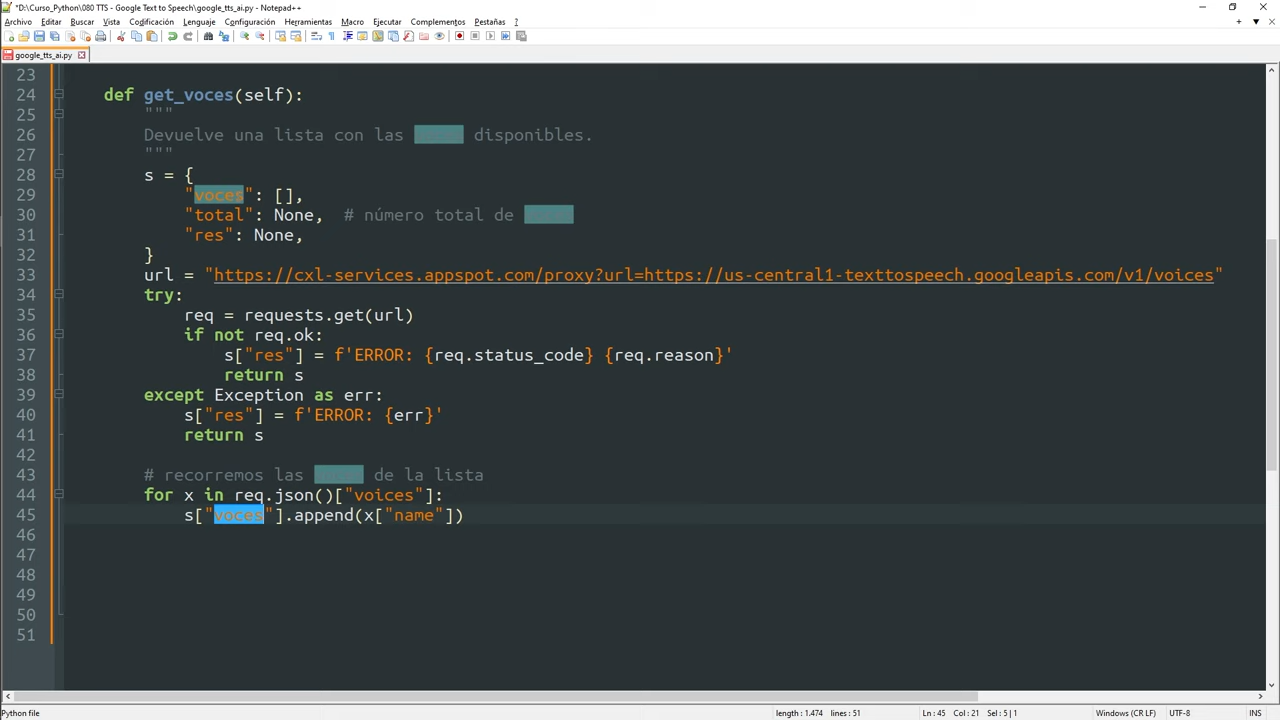 *D:\Curso_Python\080 TTS - Google Text to Speech\google_tts_ai.py - Notepad++
Archivo Editar Buscar Vista Codificación Lenguaje Configuración Herramientas Macro Ejecutar Complementos Pestañas ?
google_tts_ai.py
23
24 def get_voces(self):
25 """
26 Devuelve una lista con las voces disponibles.
27 """
28 s = {
29 "voces": [],
30 "total": None, # número total de voces
31 "res": None,
32 }
33 url = "https://cxl-services.appspot.com/proxy?url=https://us-central1-texttospeech.googleapis.com/v1/voices"
34 try:
35 req = requests.get(url)
36 if not req.ok:
37 s["res"] = f'ERROR: {req.status_code} {req.reason}'
38 return s
39 except Exception as err:
40 s["res"] = f'ERROR: {err}'
41 return s
42
43 # recorremos las voces de la lista
44 for x in req.json()["voices"]:
45 s["voces"].append(x["name"])
46
47
48
49
50
51
Python file length : 1.474 lines : 51 Ln : 45 Col : 21 Sel : 5 | 1 Windows (CR LF) UTF-8 INS